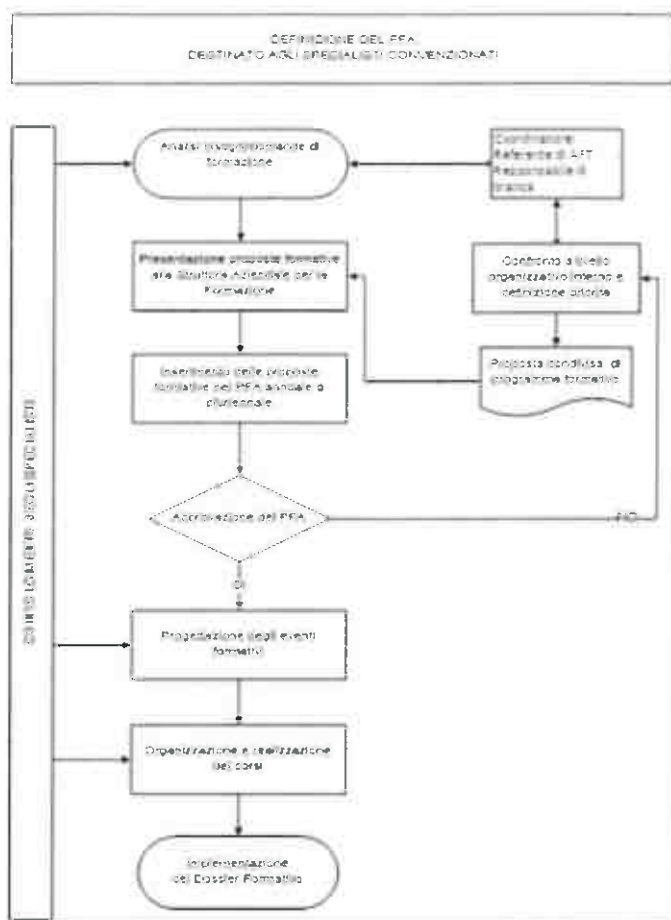 DEFINIZIONE DEL PFA
DESTINATO AGLI SPECIALISTI CONVENZIONATI
COINVOLGIMENTO DEGLI SPECIALISTI
Analisi bisogni/domande di
formazione
Coordinatore
Referente di AFT
Responsabile di
branca
Presentazione proposte formative
alla Struttura Aziendale per la
Formazione
Confronto a livello
organizzativo interno e
definizione priorità
Inserimento delle proposte
formative nel PFA annuale o
pluriennale
Proposta condivisa di
programma formativo
Approvazione del PFA
NO
SI
Progettazione degli eventi
formativi
Organizzazione e realizzazione
dei corsi
Implementazione
del Dossier Formativo